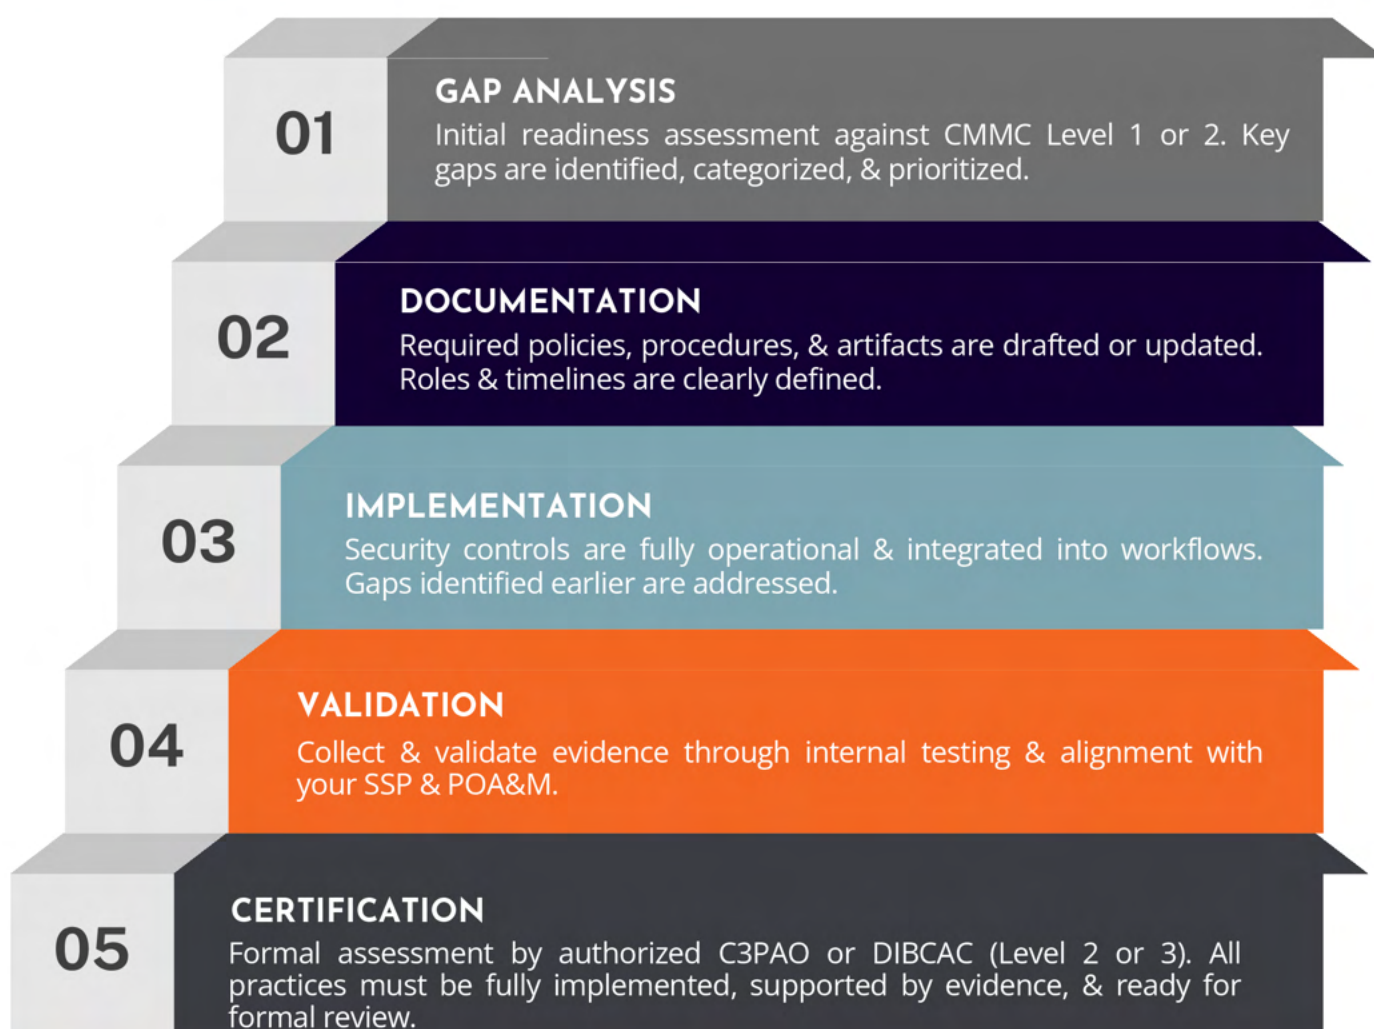 01
GAP ANALYSIS
Initial readiness assessment against CMMC Level 1 or 2. Key
gaps are identified, categorized, & prioritized.
02
DOCUMENTATION
Required policies, procedures, & artifacts are drafted or updated.
Roles & timelines are clearly defined.
03
IMPLEMENTATION
Security controls are fully operational & integrated into workflows.
Gaps identified earlier are addressed.
04
VALIDATION
Collect & validate evidence through internal testing & alignment with
your SSP & POA&M.
05
CERTIFICATION
Formal assessment by authorized C3PAO or DIBCAC (Level 2 or 3). All
practices must be fully implemented, supported by evidence, & ready for
formal review.